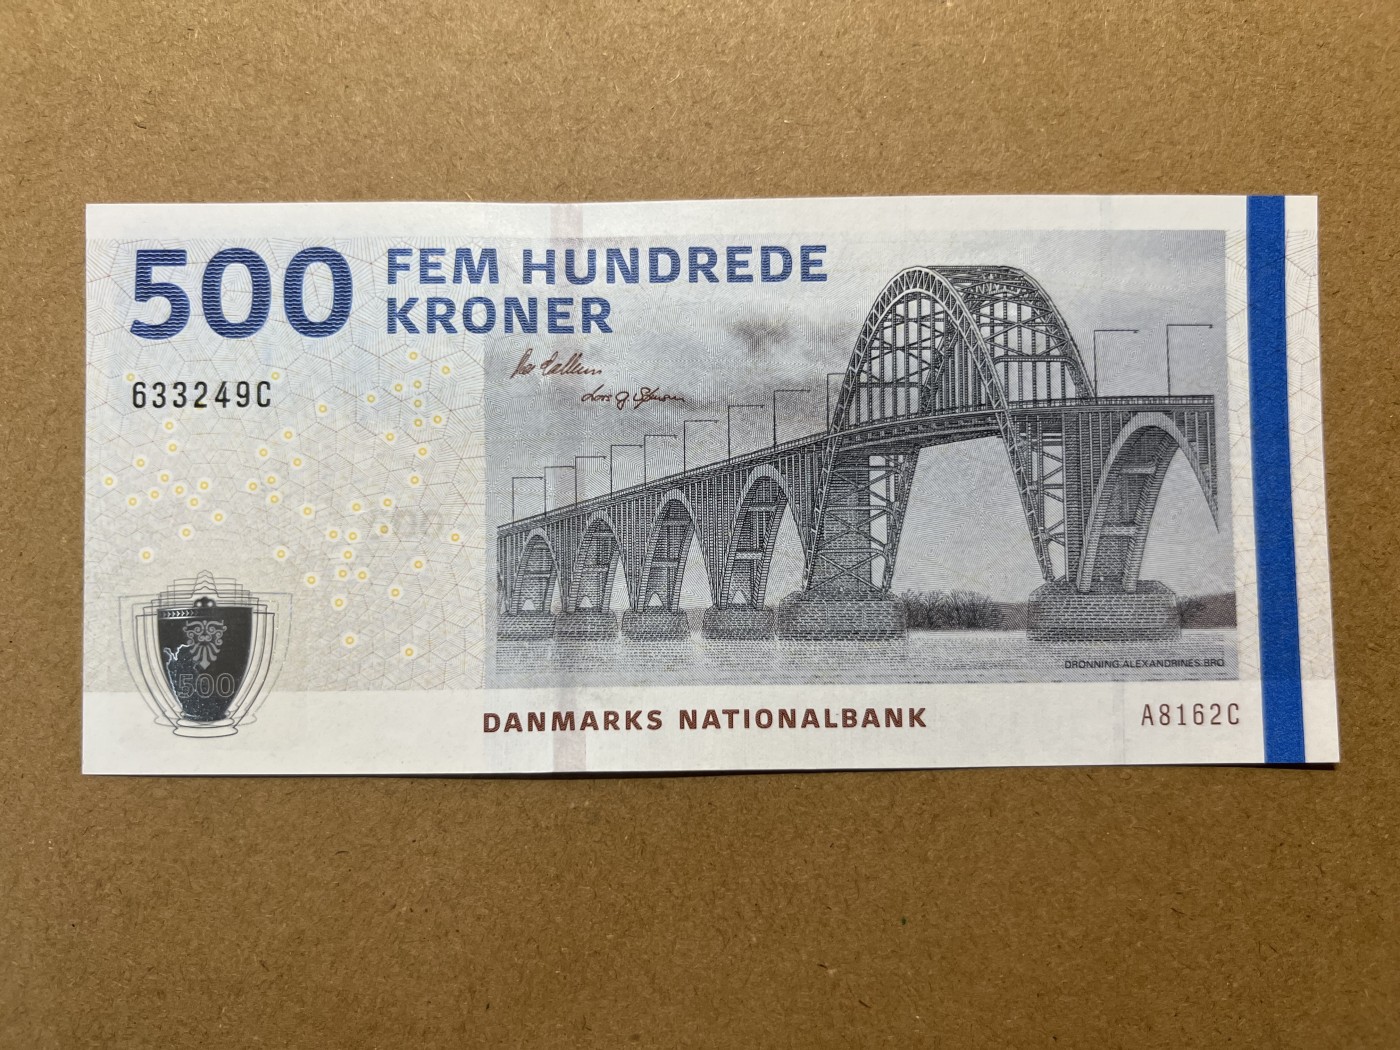 500 FEM HUNDREDE
KRONER
633249C
DRONNING ALEXANDRINES BRO
500
DANMARKS NATIONALBANK
A8162C